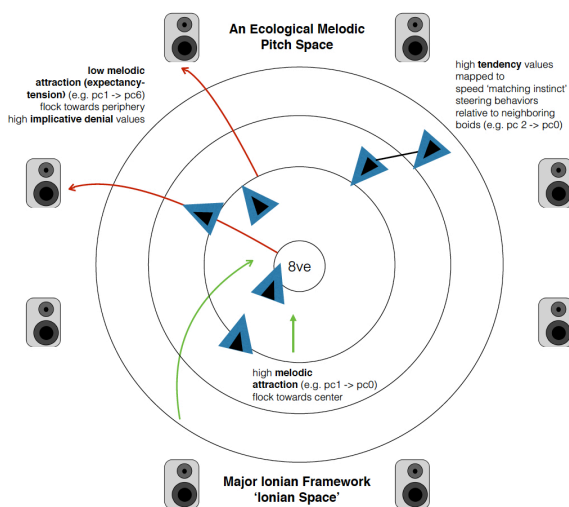 An Ecological Melodic
Pitch Space
low melodic
attraction (expectancy-
tension) (e.g. pc1 -> pc6)
flock towards periphery
high implicative denial values
high tendency values
mapped to
speed ‘matching instinct’
steering behaviors
relative to neighboring
boids (e.g. pc 2 -> pc0)
8ve
high melodic
attraction (e.g. pc1 -> pc0)
flock towards center
Major Ionian Framework
‘Ionian Space’